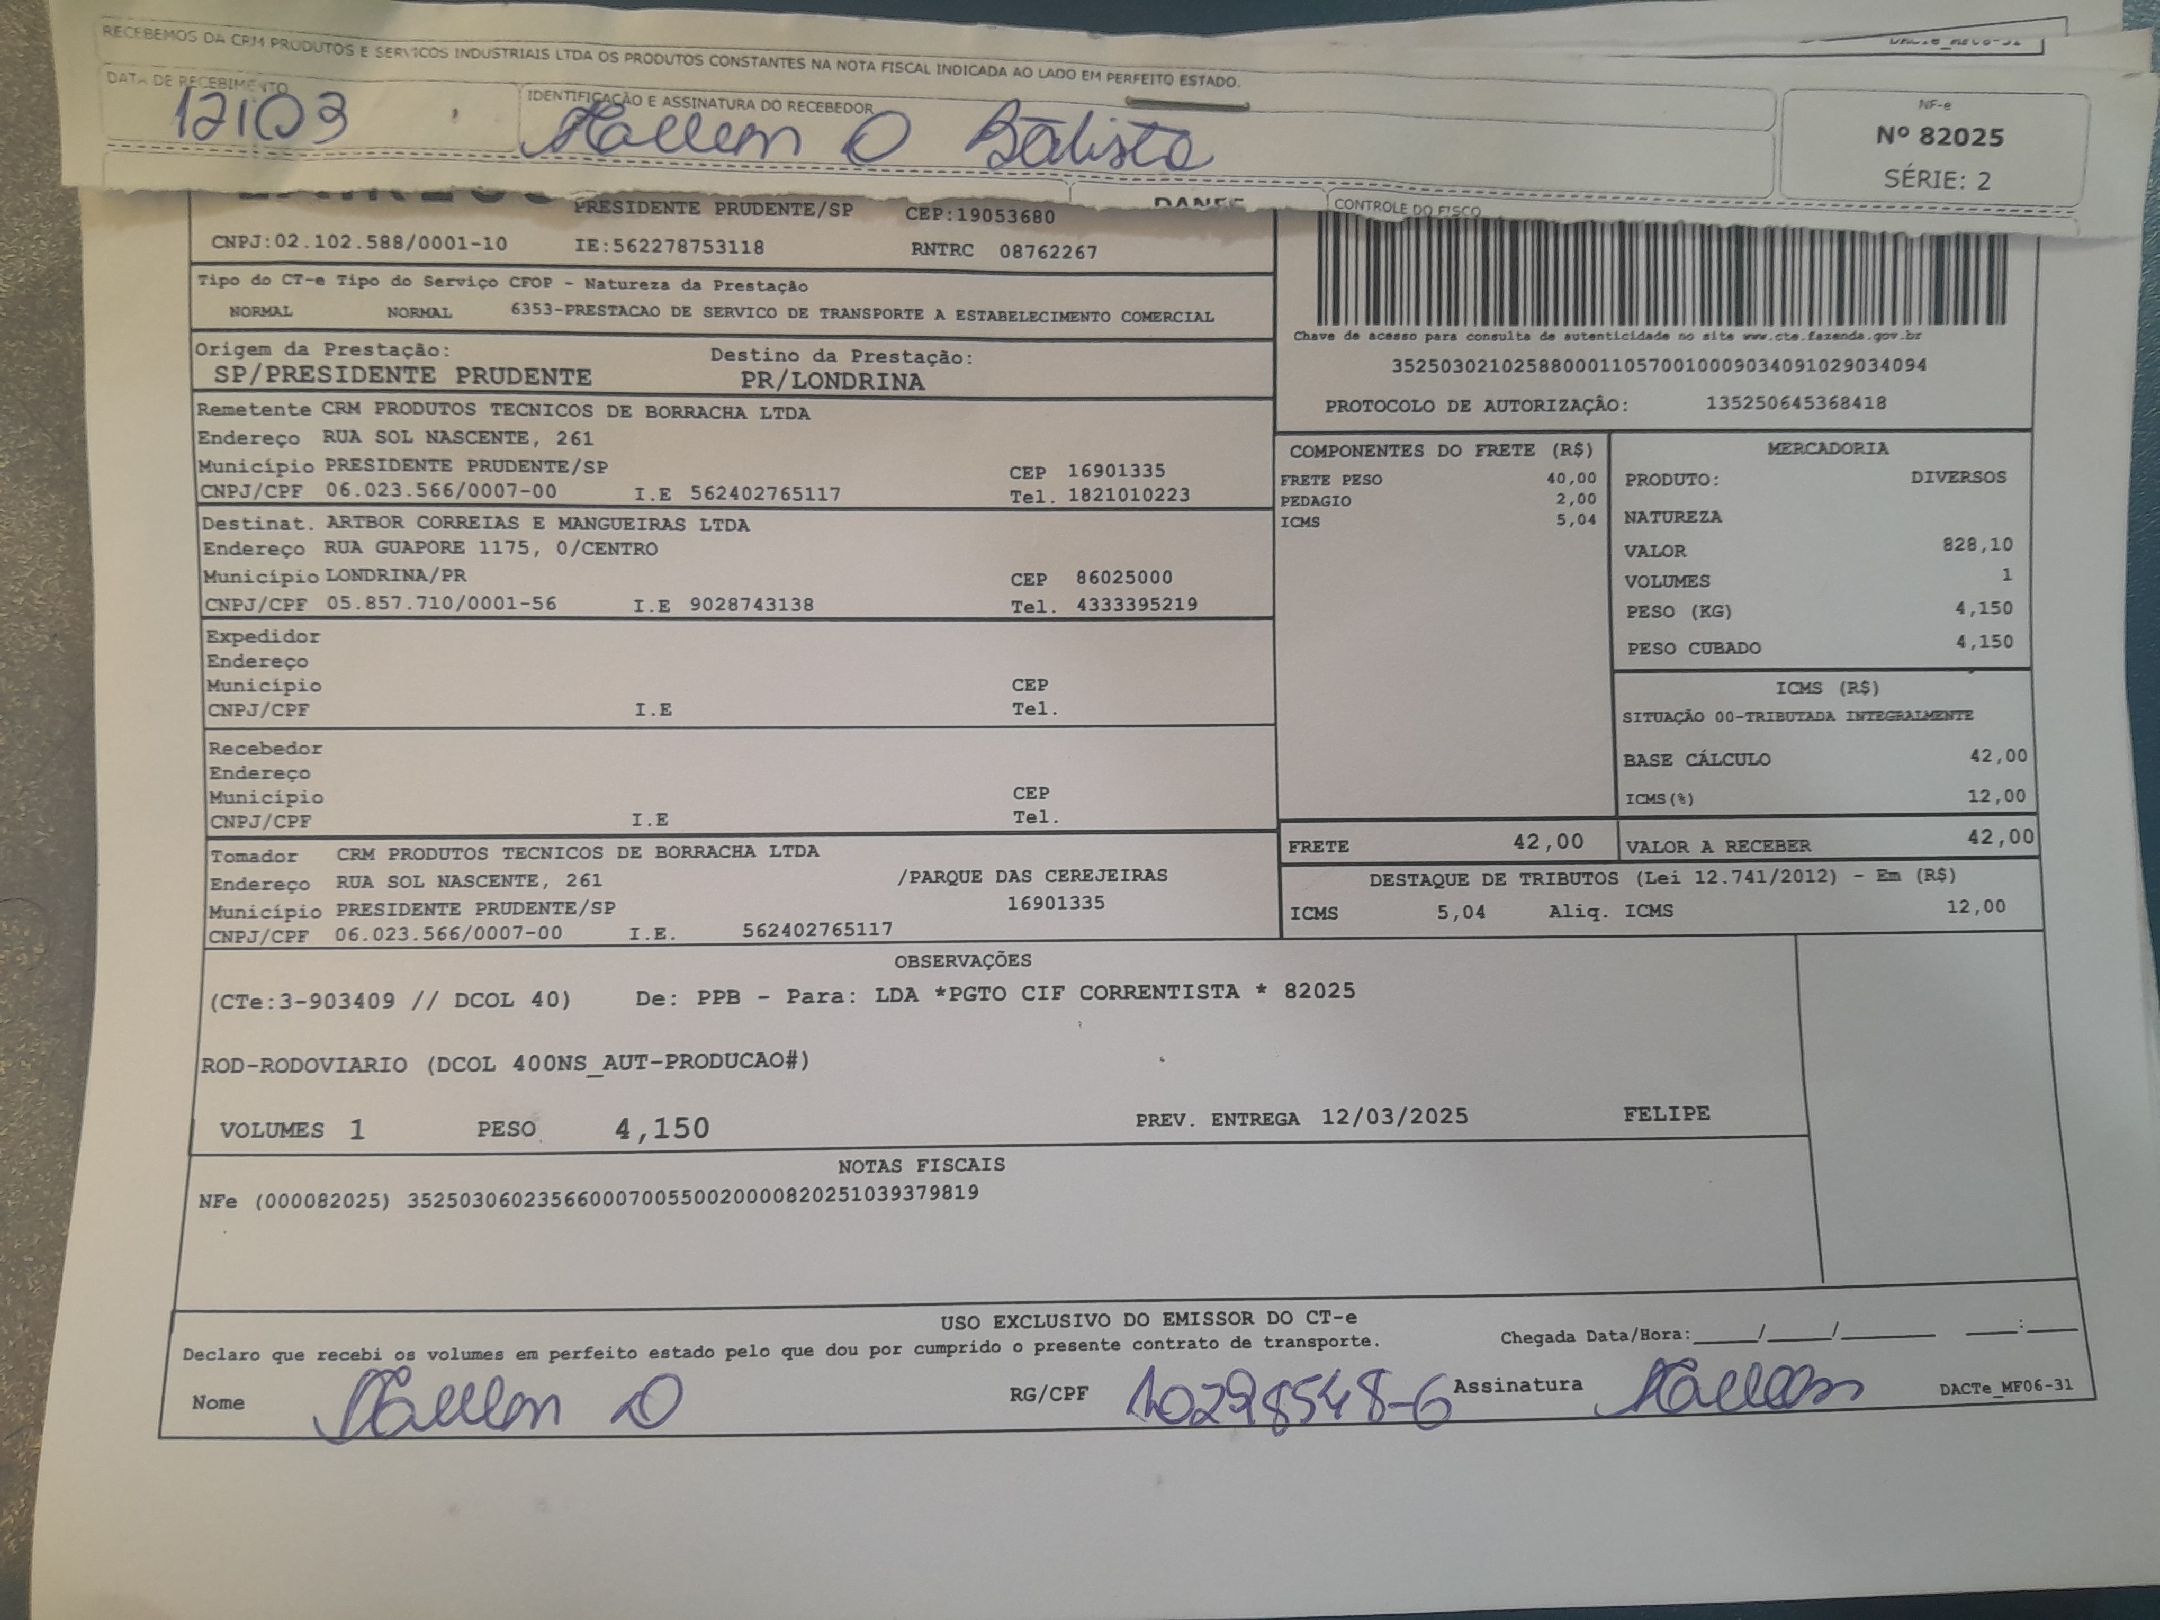 RECEBEMOS DA CRM PRODUTOS E SERVICOS INDUSTRIAIS LTDA OS PRODUTOS CONSTANTES NA NOTA FISCAL INDICADA AO LADO EM PERFEITO ESTADO.
DATA DE RECEBIMENTO
12/03
IDENTIFICAÇÃO E ASSINATURA DO RECEBEDOR
O Batista
NF-e
Nº 82025
SÉRIE: 2
DANFE
CONTROLE DO FISCO
PRESIDENTE PRUDENTE/SP CEP:19053680
CNPJ:02.102.588/0001-10 IE:562278753118 RNTRC 08762267
Tipo do CT-e Tipo do Serviço CFOP - Natureza da Prestação
NORMAL NORMAL 6353-PRESTACAO DE SERVICO DE TRANSPORTE A ESTABELECIMENTO COMERCIAL
Chave de acesso para consulta de autenticidade no site www.cte.fazenda.gov.br
35250302102588000110570010009034091029034094
PROTOCOLO DE AUTORIZAÇÃO: 135250645368418
Origem da Prestação: Destino da Prestação:
SP/PRESIDENTE PRUDENTE PR/LONDRINA
Remetente CRM PRODUTOS TECNICOS DE BORRACHA LTDA
Endereço RUA SOL NASCENTE, 261
Município PRESIDENTE PRUDENTE/SP CEP 16901335
CNPJ/CPF 06.023.566/0007-00 I.E 562402765117 Tel. 1821010223
Destinat. ARTBOR CORREIAS E MANGUEIRAS LTDA
Endereço RUA GUAPORE 1175, 0/CENTRO
Município LONDRINA/PR CEP 86025000
CNPJ/CPF 05.857.710/0001-56 I.E 9028743138 Tel. 4333395219
Expedidor
Endereço
Município CEP
CNPJ/CPF I.E Tel.
Recebedor
Endereço
Município CEP
CNPJ/CPF I.E Tel.
Tomador CRM PRODUTOS TECNICOS DE BORRACHA LTDA
Endereço RUA SOL NASCENTE, 261 /PARQUE DAS CEREJEIRAS
Município PRESIDENTE PRUDENTE/SP 16901335
CNPJ/CPF 06.023.566/0007-00 I.E. 562402765117
COMPONENTES DO FRETE (R$)
FRETE PESO 40,00
PEDAGIO 2,00
ICMS 5,04
MERCADORIA
PRODUTO: DIVERSOS
NATUREZA
VALOR 828,10
VOLUMES 1
PESO (KG) 4,150
PESO CUBADO 4,150
ICMS (R$)
SITUAÇÃO 00-TRIBUTADA INTEGRALMENTE
BASE CÁLCULO 42,00
ICMS(%) 12,00
FRETE 42,00 VALOR A RECEBER 42,00
DESTAQUE DE TRIBUTOS (Lei 12.741/2012) - Em (R$)
ICMS 5,04 Aliq. ICMS 12,00
OBSERVAÇÕES
(CTe:3-903409 // DCOL 40) De: PPB - Para: LDA *PGTO CIF CORRENTISTA * 82025
ROD-RODOVIARIO (DCOL 400NS_AUT-PRODUCAO#)
VOLUMES 1 PESO 4,150 PREV. ENTREGA 12/03/2025 FELIPE
NOTAS FISCAIS
NFe (000082025) 35250306023566000700550020000820251039379819
USO EXCLUSIVO DO EMISSOR DO CT-e
Declaro que recebi os volumes em perfeito estado pelo que dou por cumprido o presente contrato de transporte. Chegada Data/Hora:____/____/______ ___:___
Nome O RG/CPF 10298548-6 Assinatura DACTe_MF06-31